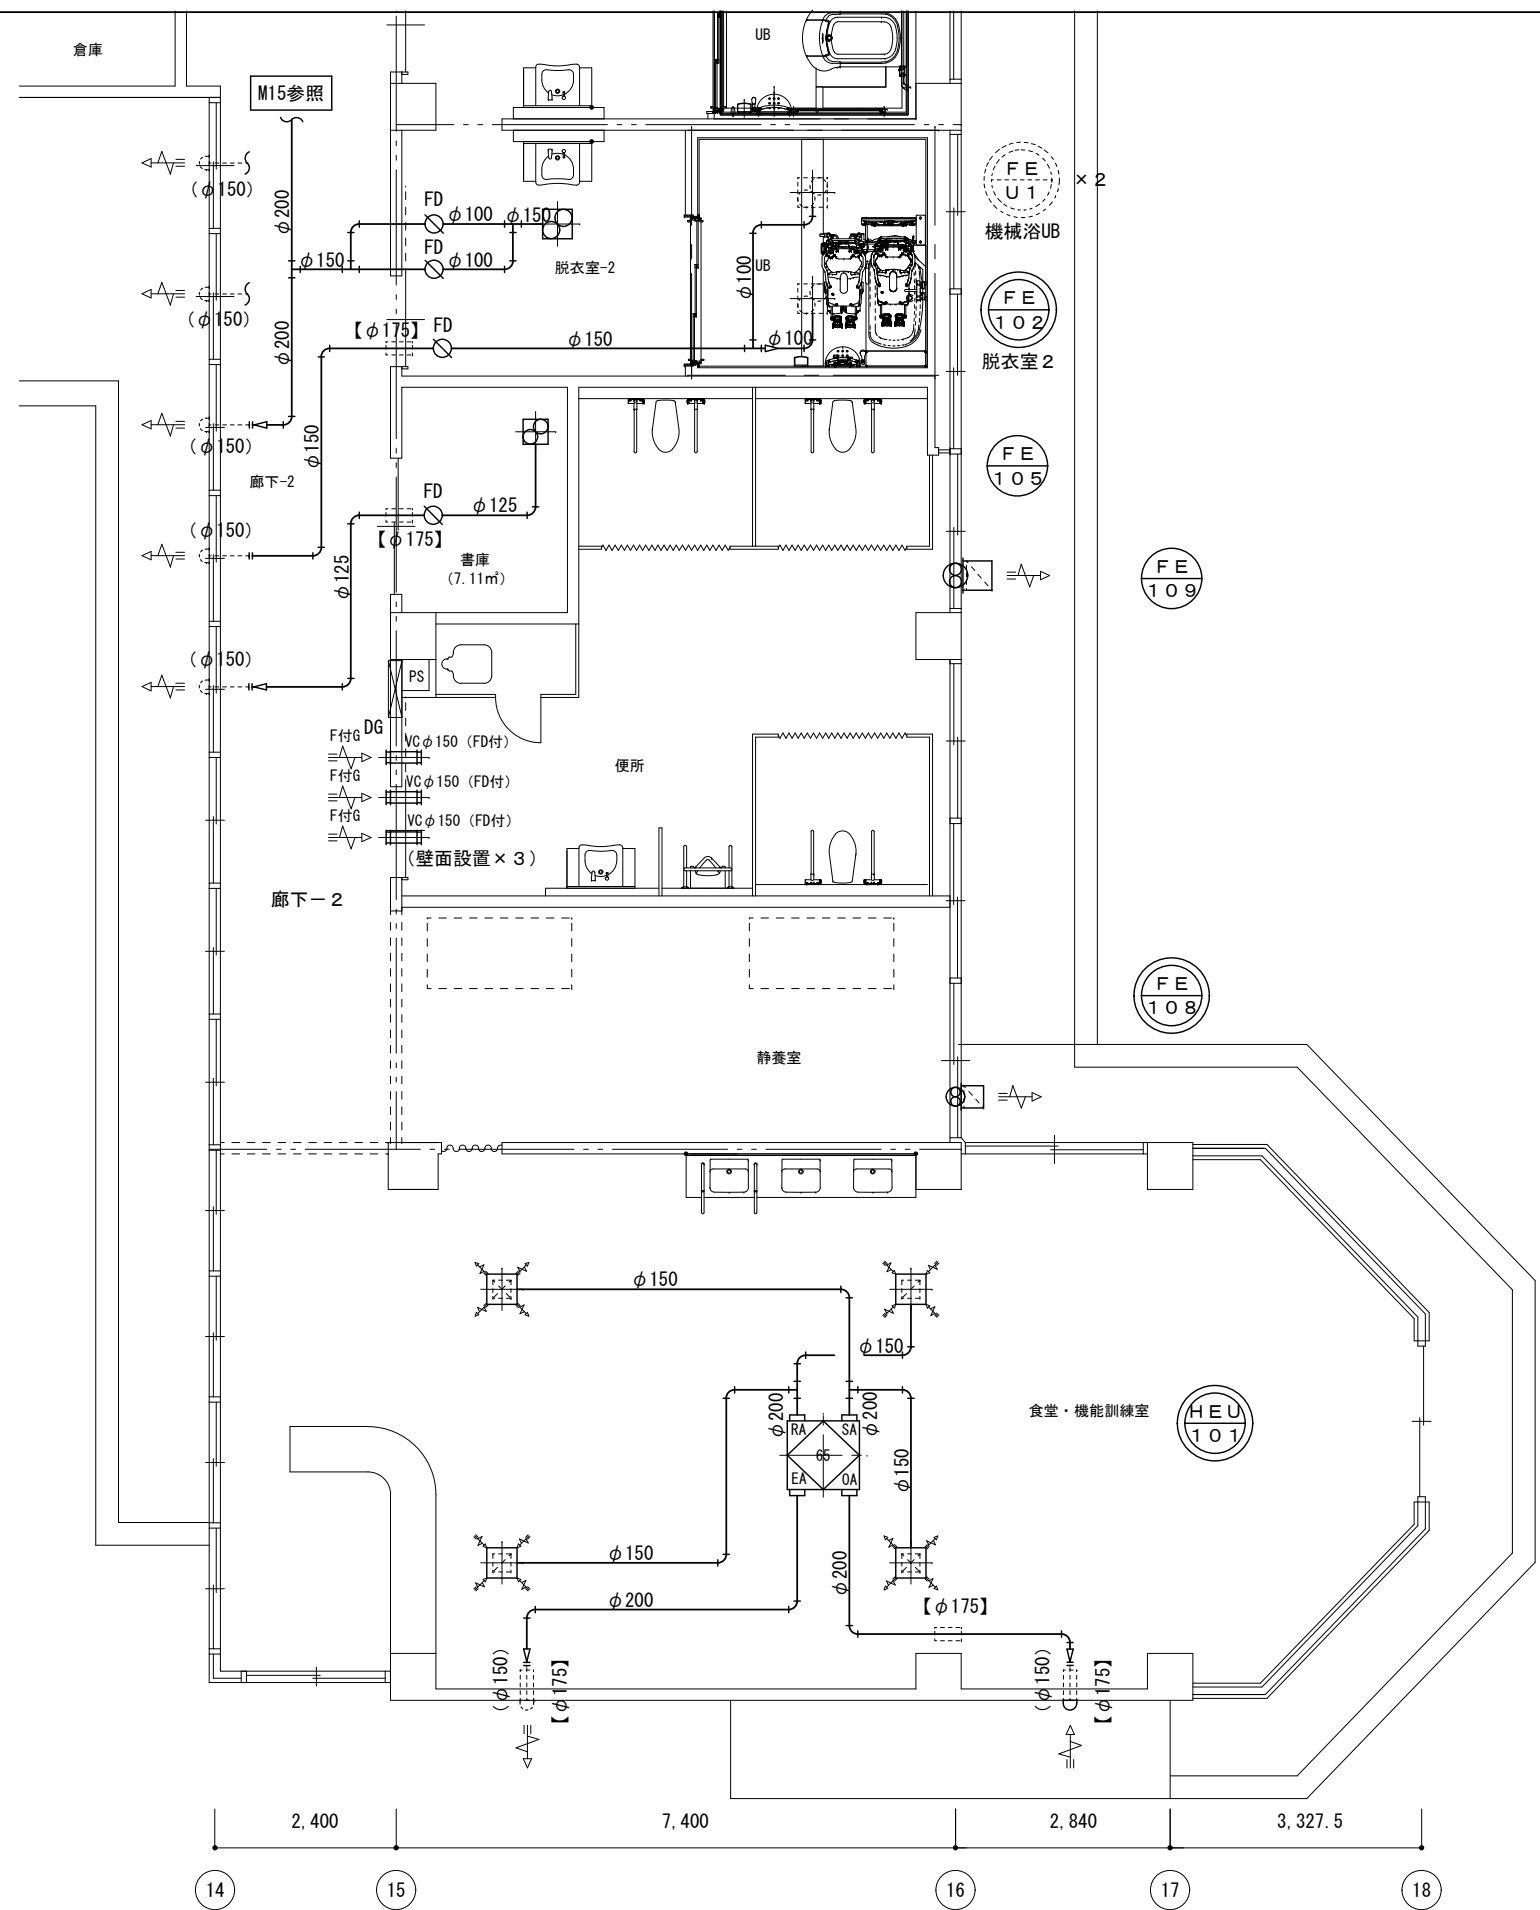 倉庫
UB
M15参照
(φ150)
φ200
FD
φ100
φ150
FE
U1
×2
機械浴UB
φ150
FD
φ100
脱衣室-2
UB
φ100
(φ150)
φ200
【φ175】
FD
φ150
φ100
FE
102
脱衣室2
(φ150)
φ150
廊下-2
FE
105
FD
φ125
(φ150)
【φ175】
書庫
(7.11㎡)
φ125
FE
109
(φ150)
PS
DG
F付G
VCφ150 (FD付)
F付G
VCφ150 (FD付)
F付G
VCφ150 (FD付)
便所
(壁面設置×3)
廊下ー2
FE
108
静養室
φ150
φ150
φ200
φ200
RA
SA
65
EA
OA
φ150
食堂・機能訓練室
HEU
101
φ150
φ200
φ200
【φ175】
(φ150)
【φ175】
(φ150)
【φ175】
2,400
7,400
2,840
3,327.5
14
15
16
17
18